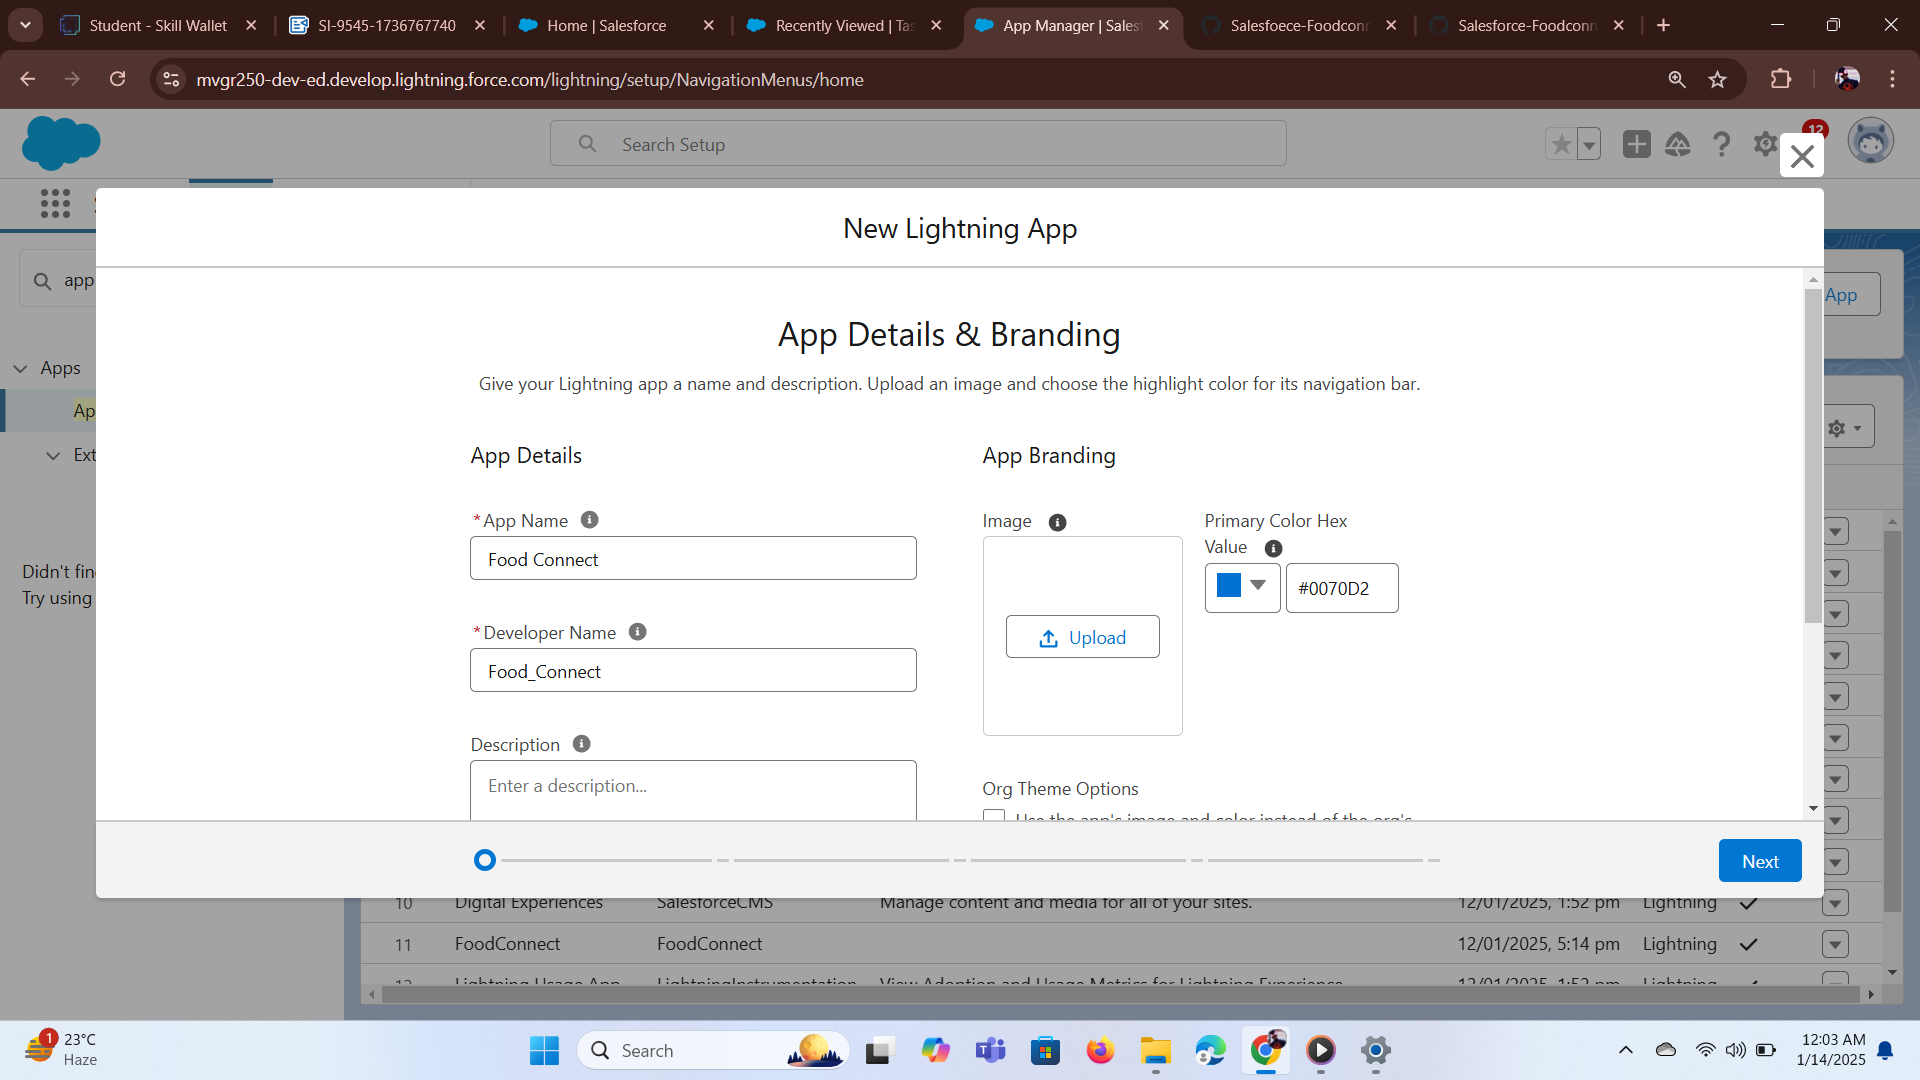 Student - Skill Wallet
SI-9545-1736767740
Home | Salesforce
Recently Viewed | Tas
App Manager | Sales
Salesfoece-Foodconn
Salesforce-Foodconn
mvgr250-dev-ed.develop.lightning.force.com/lightning/setup/NavigationMenus/home
Search Setup
12
New Lightning App
app
App
App Details & Branding
Apps
Give your Lightning app a name and description. Upload an image and choose the highlight color for its navigation bar.
Ap
Ext
App Details
App Branding
*App Name
Image
Primary Color Hex
Value
Food Connect
#0070D2
Didn't fin
Try using
*Developer Name
Upload
Food_Connect
Description
Enter a description...
Org Theme Options
Use the app's image and color instead of the org's
Next
10 Digital Experiences SalesforceCMS Manage content and media for all of your sites. 12/01/2025, 1:52 pm Lightning
11 FoodConnect FoodConnect 12/01/2025, 5:14 pm Lightning
12 Lightning Usage App LightningInstrumentation View Adoption and Usage Metrics for Lightning Experience 12/01/2025, 1:52 pm Lightning
1
23°C
Haze
Search
12:03 AM
1/14/2025